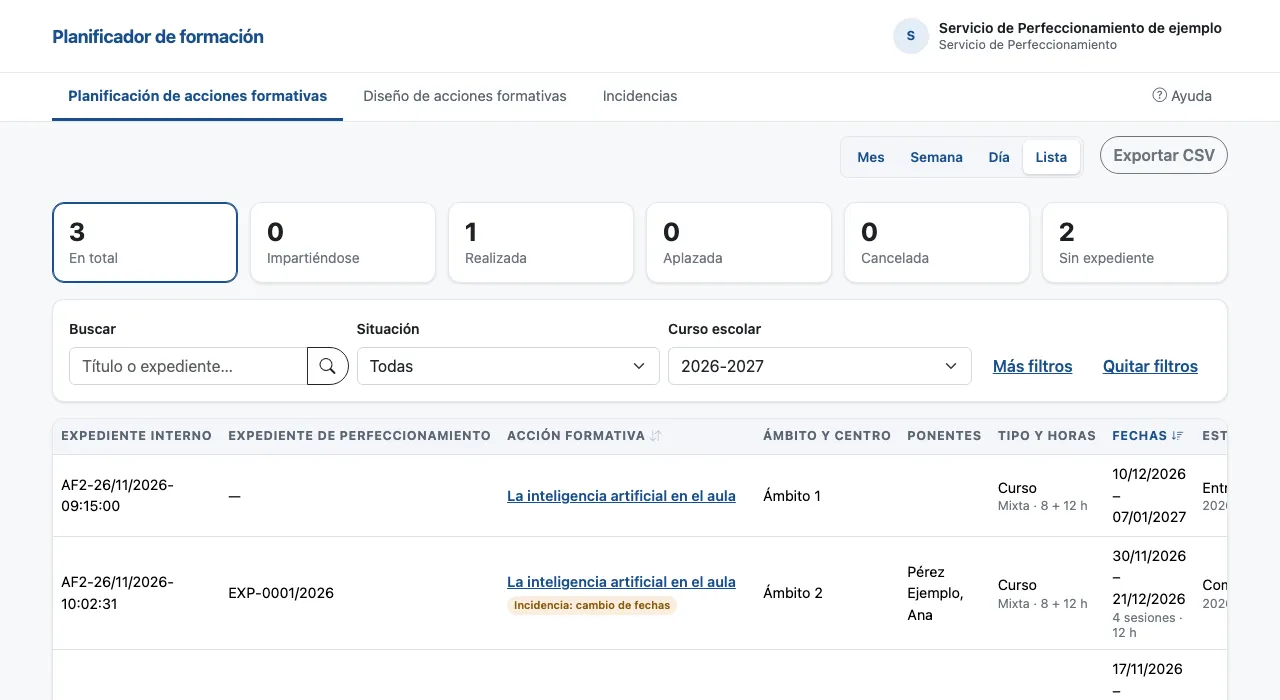 Planificador de formación
S
Servicio de Perfeccionamiento de ejemplo
Servicio de Perfeccionamiento
Planificación de acciones formativas
Diseño de acciones formativas
Incidencias
Ayuda
Mes
Semana
Día
Lista
Exportar CSV
3
En total
0
Impartiéndose
1
Realizada
0
Aplazada
0
Cancelada
2
Sin expediente
Buscar
Título o expediente...
Situación
Todas
Curso escolar
2026-2027
Más filtros
Quitar filtros
EXPEDIENTE INTERNO
EXPEDIENTE DE PERFECCIONAMIENTO
ACCIÓN FORMATIVA
ÁMBITO Y CENTRO
PONENTES
TIPO Y HORAS
FECHAS
EST
AF2-26/11/2026-
09:15:00
—
La inteligencia artificial en el aula
Ámbito 1
Curso
Mixta · 8 + 12 h
10/12/2026
–
07/01/2027
Entr
2026
AF2-26/11/2026-
10:02:31
EXP-0001/2026
La inteligencia artificial en el aula
Incidencia: cambio de fechas
Ámbito 2
Pérez
Ejemplo,
Ana
Curso
Mixta · 8 + 12 h
30/11/2026
–
21/12/2026
4 sesiones ·
12 h
Con
2026
17/11/2026
–